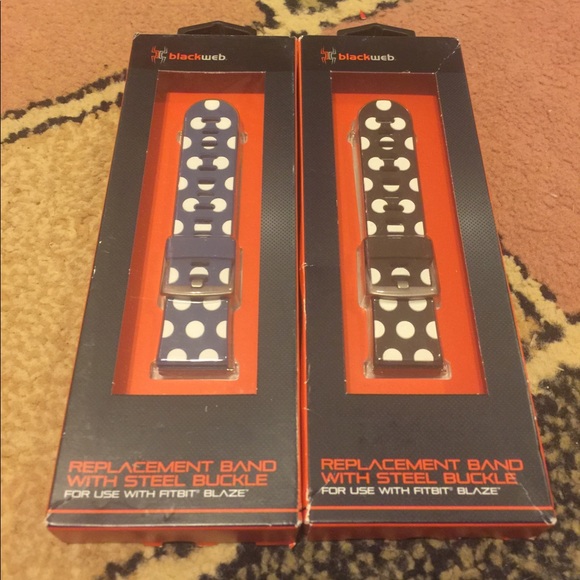 blackweb
REPLACEMENT BAND
WITH STEEL BUCKLE
FOR USE WITH FITBIT® BLAZE™
blackweb
REPLACEMENT BAND
WITH STEEL BUCKLE
FOR USE WITH FITBIT® BLAZE™